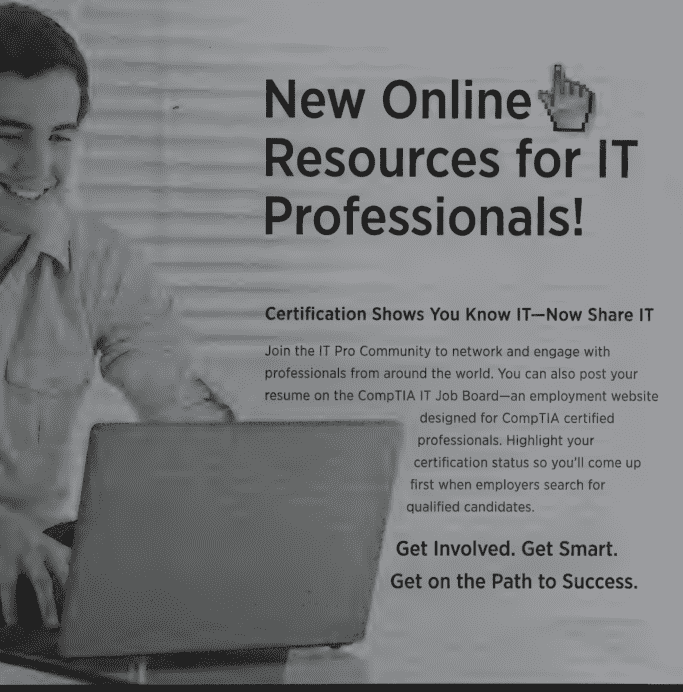 New Online
Resources for IT
Professionals!
Certification Shows You Know IT—Now Share IT
Join the IT Pro Community to network and engage with
professionals from around the world. You can also post your
resume on the CompTIA IT Job Board—an employment website
designed for CompTIA certified
professionals. Highlight your
certification status so you'll come up
first when employers search for
qualified candidates.
Get Involved. Get Smart.
Get on the Path to Success.